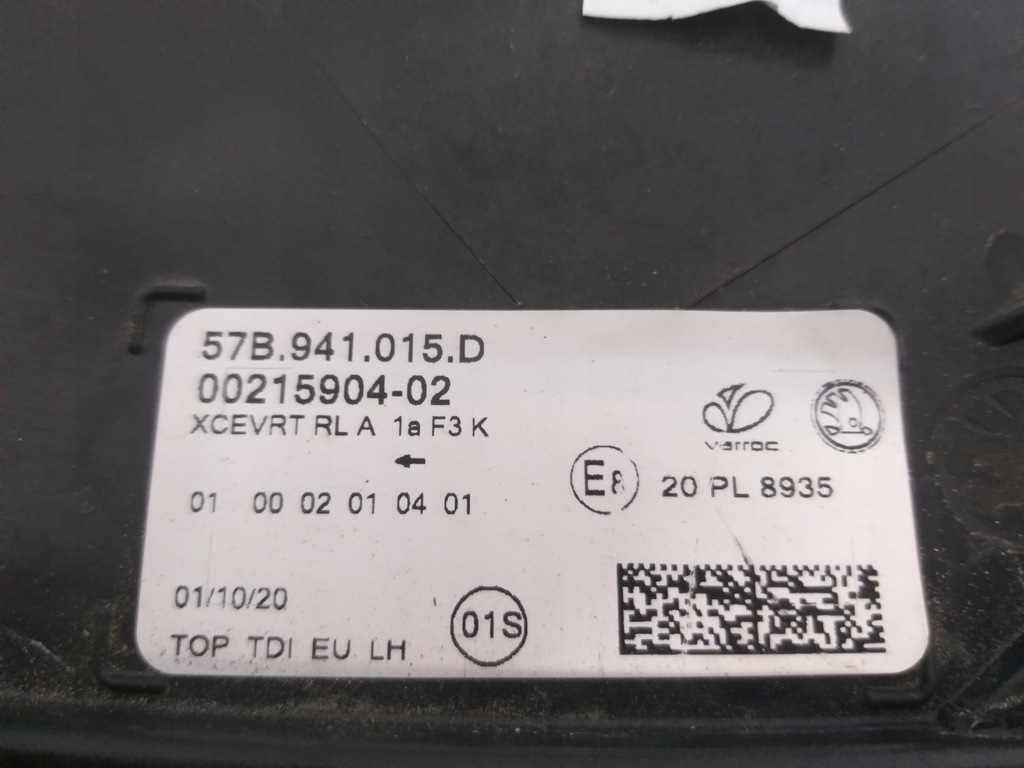 57B.941.015.D
00215904-02
XCEVRT RL A 1a F3 K
varroc
←
E8 20 PL 8935
01 00 02 01 04 01
01/10/20
01S
TOP TDI EU LH